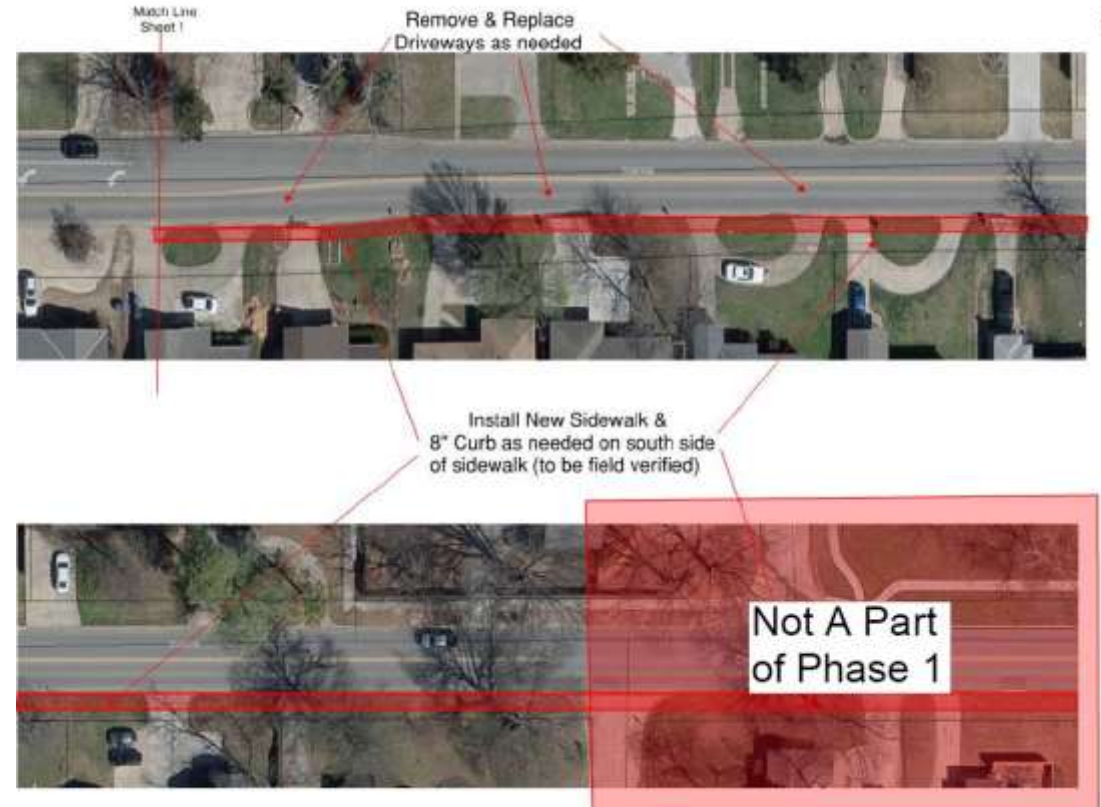 Match Line
Sheet 1
Remove & Replace
Driveways as needed
Install New Sidewalk &
8" Curb as needed on south side
of sidewalk (to be field verified)
Not A Part
of Phase 1